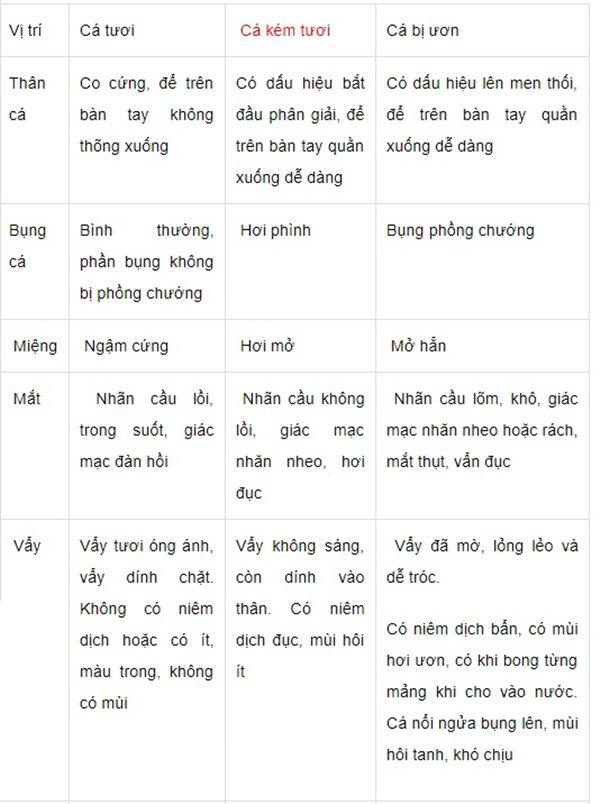 Vị trí
Cá tươi
Cá kém tươi
Cá bị ươn
Thân
cá
Co cứng, để trên
bàn tay không
thõng xuống
Có dấu hiệu bắt
đầu phân giải, để
trên bàn tay quằn
xuống dễ dàng
Có dấu hiệu lên men thối,
để trên bàn tay quằn
xuống dễ dàng
Bụng
cá
Bình thường,
phần bụng không
bị phồng chướng
Hơi phình
Bụng phồng chướng
Miệng
Ngậm cứng
Hơi mở
Mở hẳn
Mắt
Nhãn cầu lồi,
trong suốt, giác
mạc đàn hồi
Nhãn cầu không
lồi, giác mạc
nhăn nheo, hơi
đục
Nhãn cầu lõm, khô, giác
mạc nhăn nheo hoặc rách,
mắt thụt, vẩn đục
Vẩy
Vẩy tươi óng ánh,
vẩy dính chặt.
Không có niêm
dịch hoặc có ít,
màu trong, không
có mùi
Vẩy không sáng,
còn dính vào
thân. Có niêm
dịch đục, mùi hôi
ít
Vẩy đã mờ, lỏng lẻo và
dễ tróc.
Có niêm dịch bẩn, có mùi
hơi ươn, có khi bong từng
mảng khi cho vào nước.
Cá nổi ngửa bụng lên, mùi
hôi tanh, khó chịu